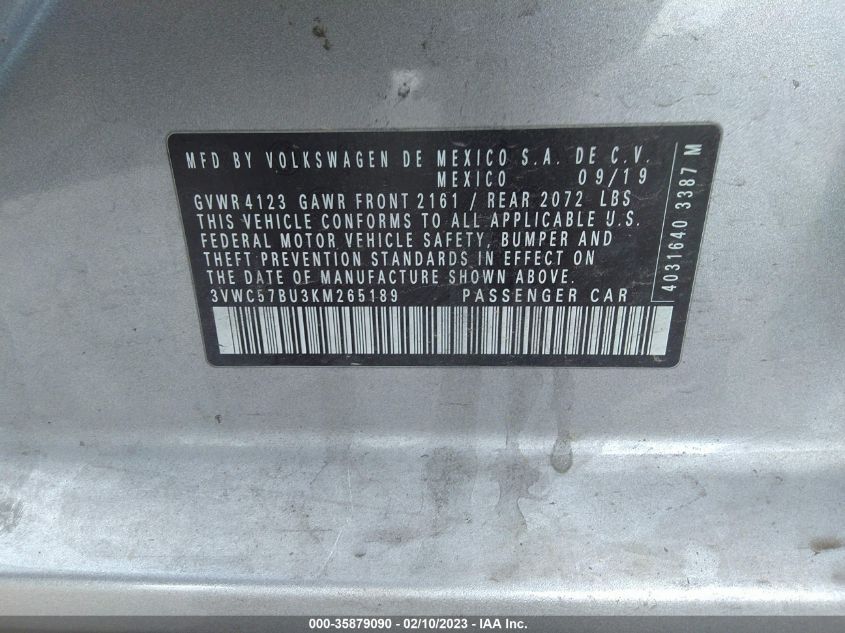 MFD BY VOLKSWAGEN DE MEXICO S.A. DE C.V.
MEXICO 09/19
GVWR 4123 GAWR FRONT 2161 / REAR 2072 LBS
THIS VEHICLE CONFORMS TO ALL APPLICABLE U.S.
FEDERAL MOTOR VEHICLE SAFETY, BUMPER AND
THEFT PREVENTION STANDARDS IN EFFECT ON
THE DATE OF MANUFACTURE SHOWN ABOVE.
3VWC57BU3KM265189 PASSENGER CAR
4031640 3387 M
000-35879090 - 02/10/2023 - IAA Inc.